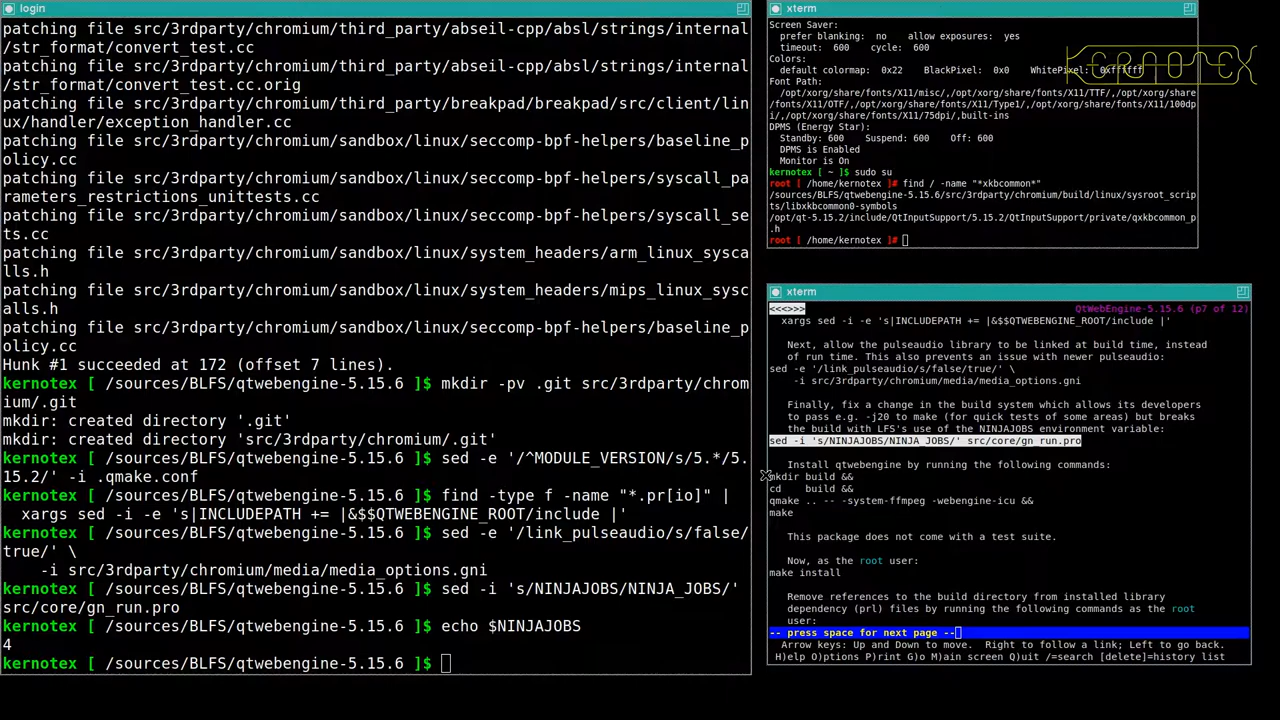 login
patching file src/3rdparty/chromium/third_party/abseil-cpp/absl/strings/internal
/str_format/convert_test.cc
patching file src/3rdparty/chromium/third_party/abseil-cpp/absl/strings/internal
/str_format/convert_test.cc.orig
patching file src/3rdparty/chromium/third_party/breakpad/breakpad/src/client/lin
ux/handler/exception_handler.cc
patching file src/3rdparty/chromium/sandbox/linux/seccomp-bpf-helpers/baseline_p
olicy.cc
patching file src/3rdparty/chromium/sandbox/linux/seccomp-bpf-helpers/syscall_pa
rameters_restrictions_unittests.cc
patching file src/3rdparty/chromium/sandbox/linux/seccomp-bpf-helpers/syscall_se
ts.cc
patching file src/3rdparty/chromium/sandbox/linux/system_headers/arm_linux_sysca
lls.h
patching file src/3rdparty/chromium/sandbox/linux/system_headers/mips_linux_sysc
alls.h
patching file src/3rdparty/chromium/sandbox/linux/seccomp-bpf-helpers/baseline_p
olicy.cc
Hunk #1 succeeded at 172 (offset 7 lines).
kernotex [ /sources/BLFS/qtwebengine-5.15.6 ]$ mkdir -pv .git src/3rdparty/chrom
ium/.git
mkdir: created directory '.git'
mkdir: created directory 'src/3rdparty/chromium/.git'
kernotex [ /sources/BLFS/qtwebengine-5.15.6 ]$ sed -e '/^MODULE_VERSION/s/5.*/5.
15.2/' -i .qmake.conf
kernotex [ /sources/BLFS/qtwebengine-5.15.6 ]$ find -type f -name "*.pr[io]" |
xargs sed -i -e 's|INCLUDEPATH += |&$$QTWEBENGINE_ROOT/include |'
kernotex [ /sources/BLFS/qtwebengine-5.15.6 ]$ sed -e '/link_pulseaudio/s/false/
true/' \
-i src/3rdparty/chromium/media/media_options.gni
kernotex [ /sources/BLFS/qtwebengine-5.15.6 ]$ sed -i 's/NINJAJOBS/NINJA_JOBS/'
src/core/gn_run.pro
kernotex [ /sources/BLFS/qtwebengine-5.15.6 ]$ echo $NINJAJOBS
4
kernotex [ /sources/BLFS/qtwebengine-5.15.6 ]$
xterm
Screen Saver:
prefer blanking:  no    allow exposures:  yes
timeout:  600    cycle:  600
Colors:
default colormap:  0x22    BlackPixel:  0x0    WhitePixel:  0xffffff
KERNOTEX
Font Path:
/opt/xorg/share/fonts/X11/misc/,/opt/xorg/share/fonts/X11/TTF/,/opt/xorg/share
/fonts/X11/OTF/,/opt/xorg/share/fonts/X11/Type1/,/opt/xorg/share/fonts/X11/100dp
i/,/opt/xorg/share/fonts/X11/75dpi/,built-ins
DPMS (Energy Star):
Standby: 600    Suspend: 600    Off: 600
DPMS is Enabled
Monitor is On
kernotex [ ~ ]$ sudo su
root [ /home/kernotex ]# find / -name "*xkbcommon*"
/sources/BLFS/qtwebengine-5.15.6/src/3rdparty/chromium/build/linux/sysroot_scrip
ts/libxkbcommon0-symbols
/opt/qt-5.15.2/include/QtInputSupport/5.15.2/QtInputSupport/private/qxkbcommon_p
.h
root [ /home/kernotex ]#
xterm
<<<>>> QtWebEngine-5.15.6 (p7 of 12)
xargs sed -i -e 's|INCLUDEPATH += |&$$QTWEBENGINE_ROOT/include |'
Next, allow the pulseaudio library to be linked at build time, instead
of run time. This also prevents an issue with newer pulseaudio:
sed -e '/link_pulseaudio/s/false/true/' \
-i src/3rdparty/chromium/media/media_options.gni
Finally, fix a change in the build system which allows its developers
to pass e.g. -j20 to make (for quick tests of some areas) but breaks
the build with LFS's use of the NINJAJOBS environment variable:
sed -i 's/NINJAJOBS/NINJA_JOBS/' src/core/gn_run.pro
Install qtwebengine by running the following commands:
mkdir build &&
cd    build &&
qmake .. -- -system-ffmpeg -webengine-icu &&
make
This package does not come with a test suite.
Now, as the root user:
make install
Remove references to the build directory from installed library
dependency (prl) files by running the following commands as the root
user:
-- press space for next page --
Arrow keys: Up and Down to move.  Right to follow a link; Left to go back.
H)elp O)ptions P)rint G)o M)ain screen Q)uit /=search [delete]=history list